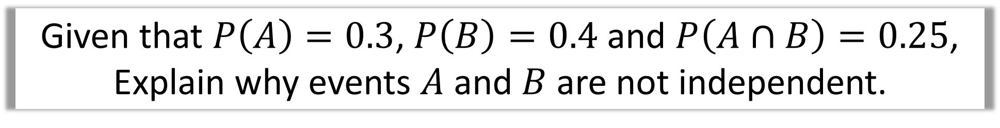 Given that P(A) = 0.3, P(B) = 0.4 and P(A ∩ B) = 0.25,
Explain why events A and B are not independent.